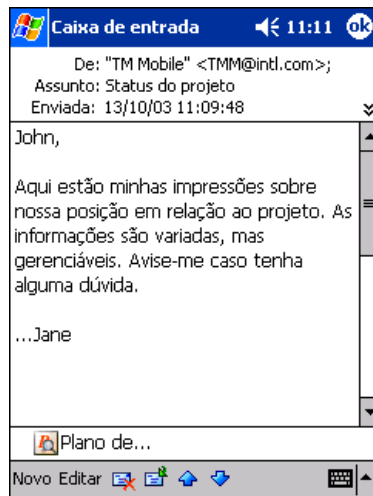 Caixa de entrada 11:11 ok
De: "TM Mobile" <TMM@intl.com>;
Assunto: Status do projeto
Enviada: 13/10/03 11:09:48
John,
Aqui estão minhas impressões sobre
nossa posição em relação ao projeto. As
informações são variadas, mas
gerenciáveis. Avise-me caso tenha
alguma dúvida.
...Jane
Plano de...
Novo Editar